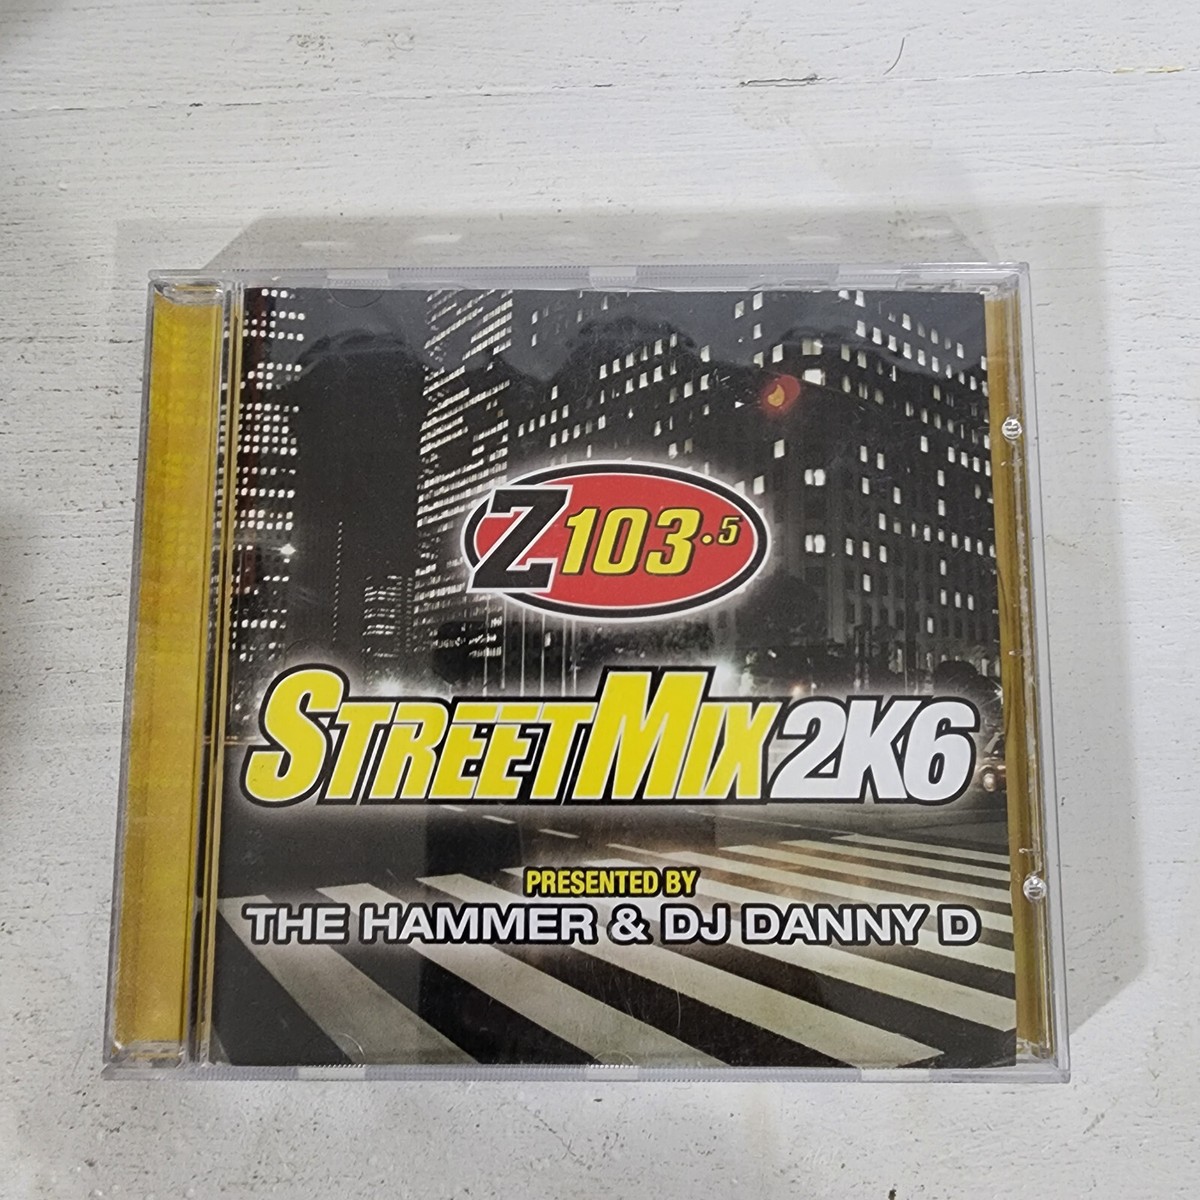 Z103.5
STREETMIX2K6
PRESENTED BY
THE HAMMER & DJ DANNY D